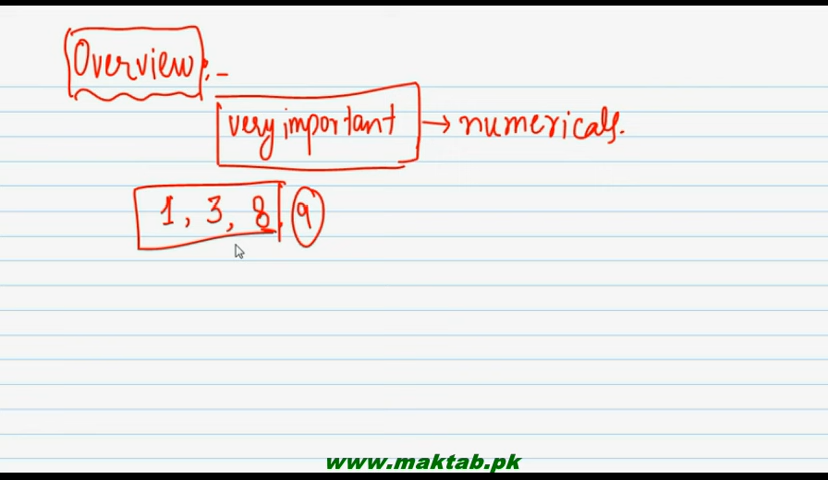 Overview :-
very important → numericals.
1, 3, 8, 9
www.maktab.pk